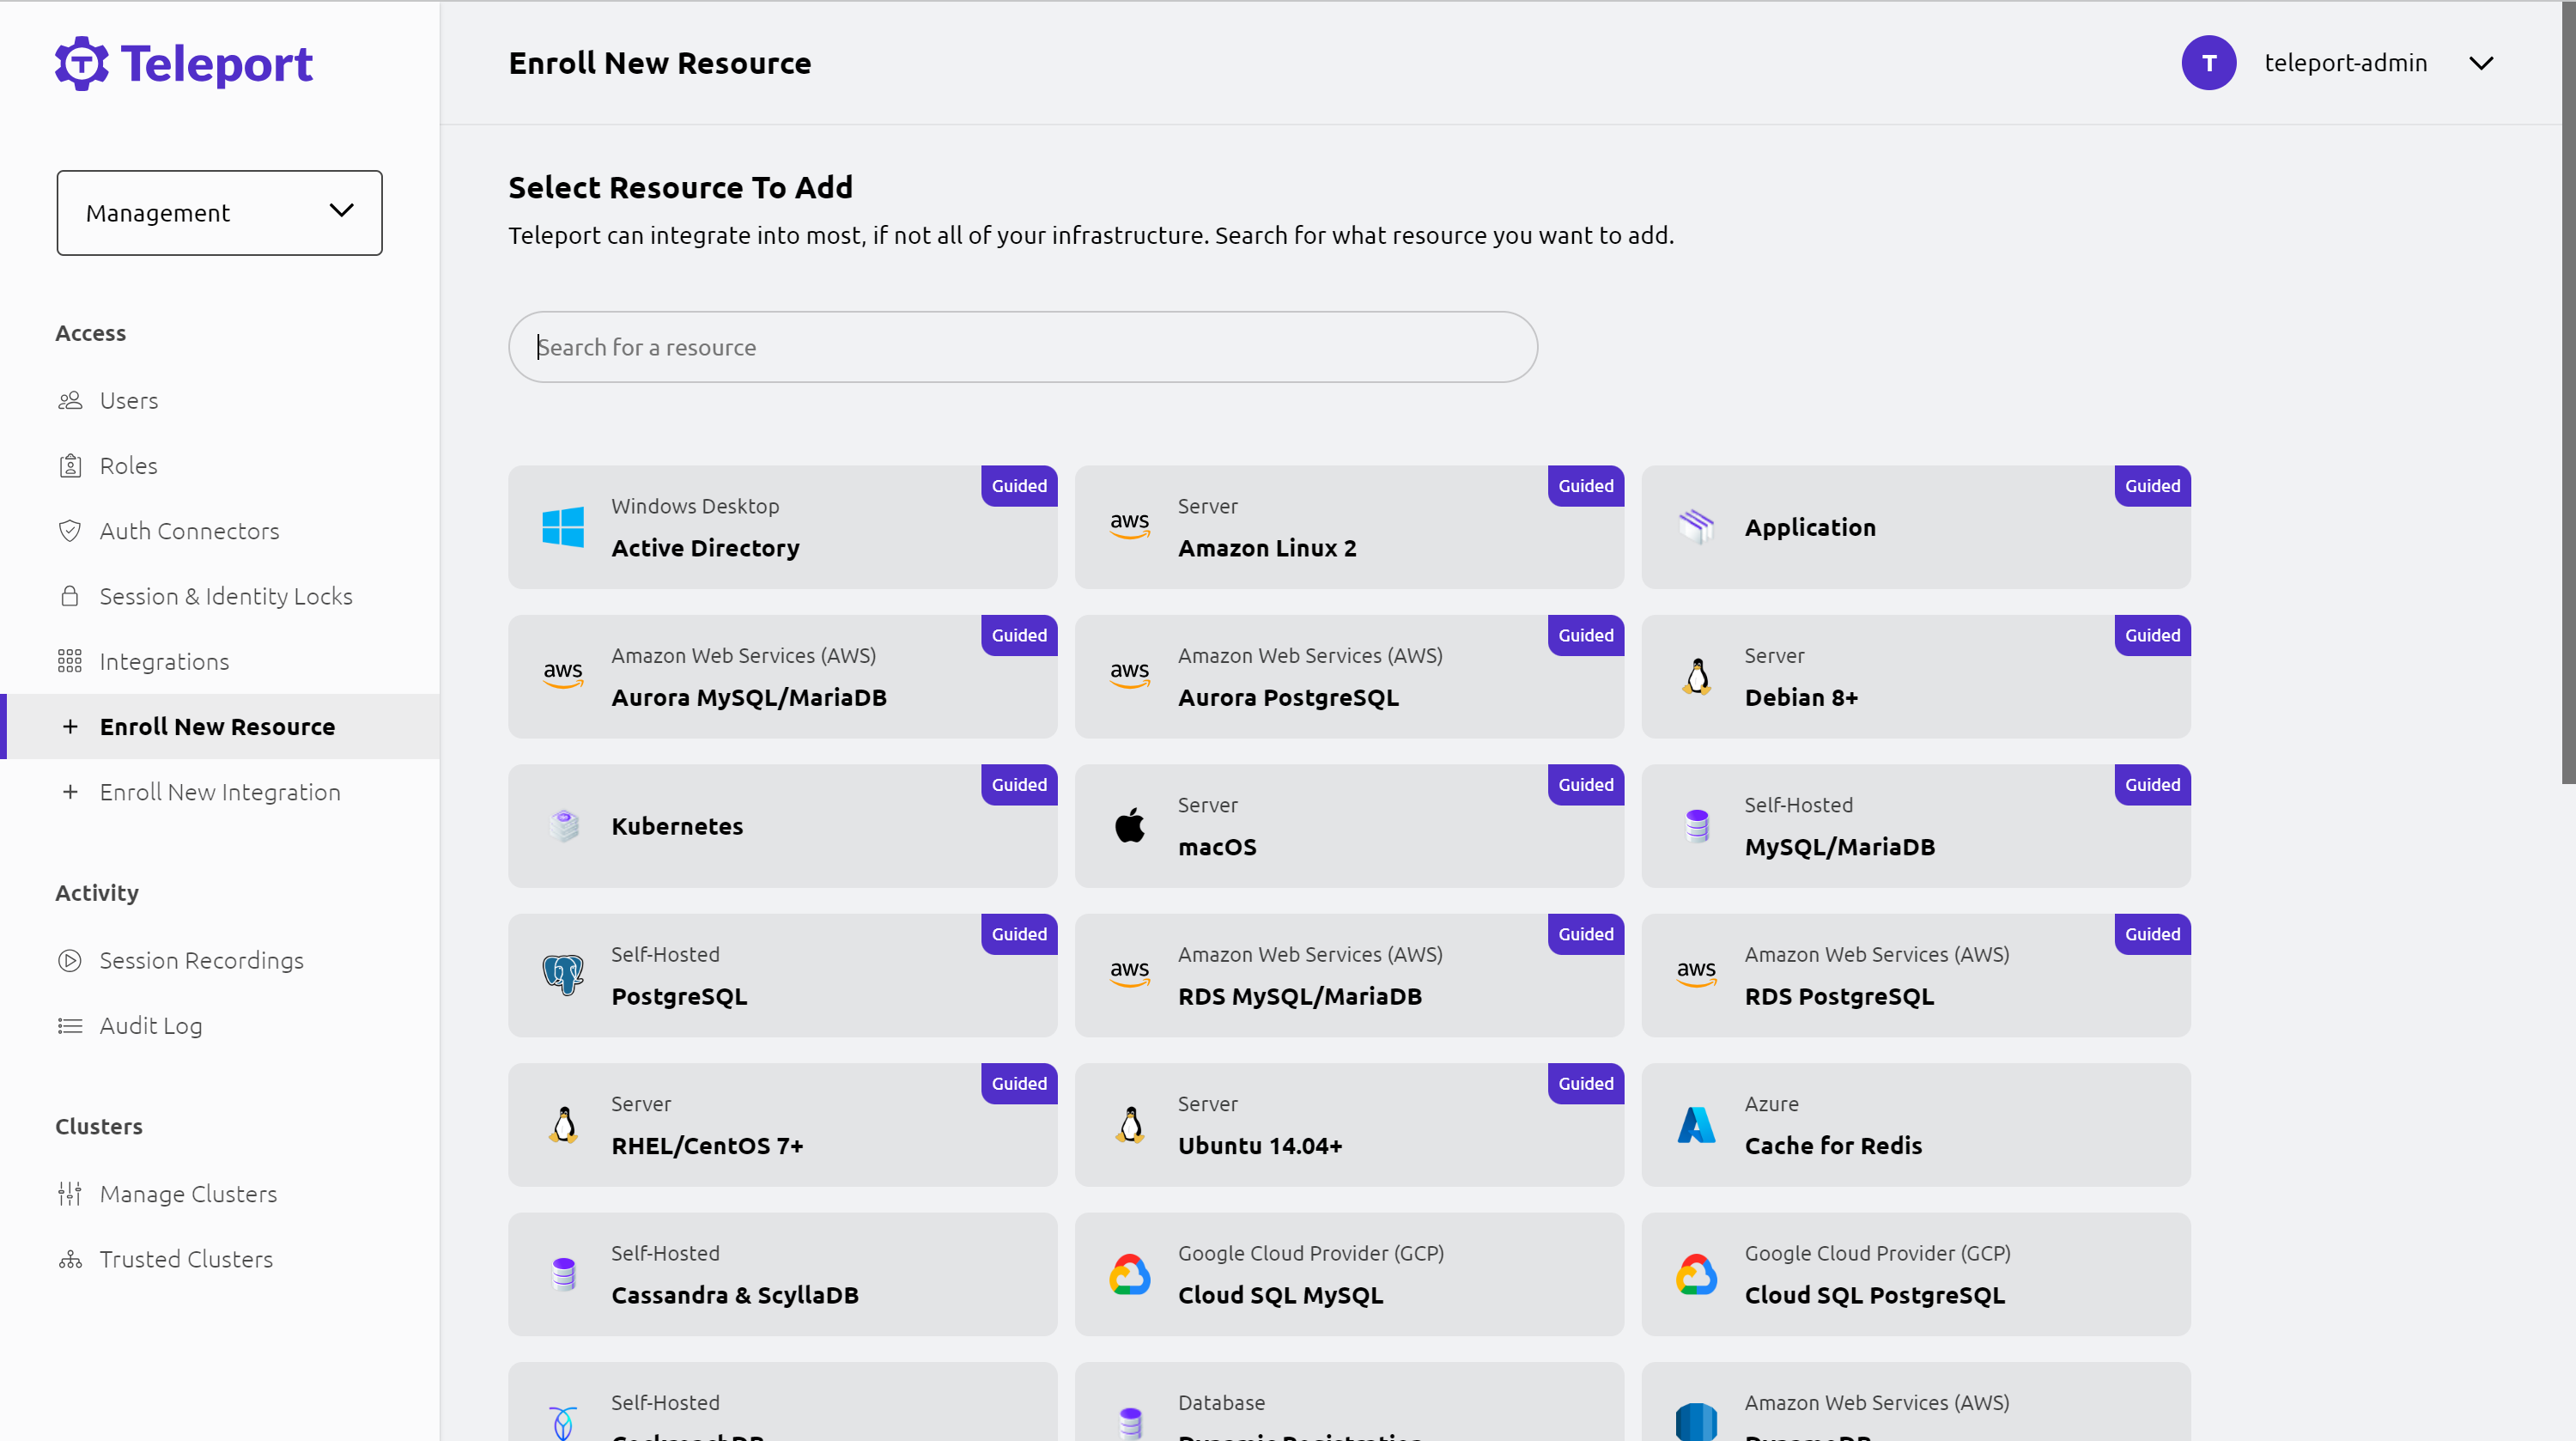 Teleport
Management
Access
Users
Roles
Auth Connectors
Session & Identity Locks
Integrations
Enroll New Resource
Enroll New Integration
Activity
Session Recordings
Audit Log
Clusters
Manage Clusters
Trusted Clusters
Enroll New Resource
T
teleport-admin
Select Resource To Add
Teleport can integrate into most, if not all of your infrastructure. Search for what resource you want to add.
Search for a resource
Guided
Windows Desktop
Active Directory
Guided
aws
Server
Amazon Linux 2
Guided
Application
Guided
aws
Amazon Web Services (AWS)
Aurora MySQL/MariaDB
Guided
aws
Amazon Web Services (AWS)
Aurora PostgreSQL
Guided
Server
Debian 8+
Guided
Kubernetes
Guided
Server
macOS
Guided
Self-Hosted
MySQL/MariaDB
Guided
Self-Hosted
PostgreSQL
Guided
aws
Amazon Web Services (AWS)
RDS MySQL/MariaDB
Guided
aws
Amazon Web Services (AWS)
RDS PostgreSQL
Guided
Server
RHEL/CentOS 7+
Guided
Server
Ubuntu 14.04+
Azure
Cache for Redis
Self-Hosted
Cassandra & ScyllaDB
Google Cloud Provider (GCP)
Cloud SQL MySQL
Google Cloud Provider (GCP)
Cloud SQL PostgreSQL
Self-Hosted
CockroachDB
Database
Dynamic Registration
Amazon Web Services (AWS)
DynamoDB